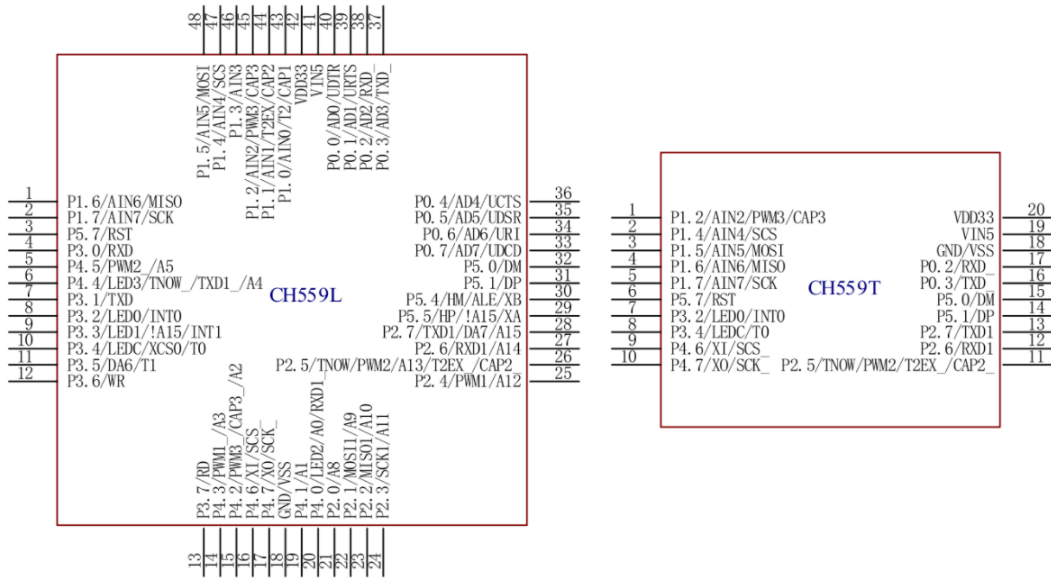 48
47
46
45
44
43
42
41
40
39
38
37
P1.5/AIN5/MOSI
P1.4/AIN4/SCS
P1.3/AIN3
P1.2/AIN2/PWM3/CAP3
P1.1/AIN1/T2EX/CAP2
P1.0/AIN0/T2/CAP1
VDD33
VIN5
P0.0/AD0/UDTR
P0.1/AD1/URTS
P0.2/AD2/RXD_
P0.3/AD3/TXD_
1 P1.6/AIN6/MISO
2 P1.7/AIN7/SCK
3 P5.7/RST
4 P3.0/RXD
5 P4.5/PWM2_/A5
6 P4.4/LED3/TNOW_/TXD1_/A4
7 P3.1/TXD
8 P3.2/LED0/INT0
9 P3.3/LED1/!A15/INT1
10 P3.4/LEDC/XCS0/T0
11 P3.5/DA6/T1
12 P3.6/WR
CH559L
P0.4/AD4/UCTS 36
P0.5/AD5/UDSR 35
P0.6/AD6/URI 34
P0.7/AD7/UDCD 33
P5.0/DM 32
P5.1/DP 31
P5.4/HM/ALE/XB 30
P5.5/HP/!A15/XA 29
P2.7/TXD1/DA7/A15 28
P2.6/RXD1/A14 27
P2.5/TNOW/PWM2/A13/T2EX_/CAP2_ 26
P2.4/PWM1/A12 25
P3.7/RD
P4.3/PWM1_/A3
P4.2/PWM3_/CAP3_/A2
P4.6/XI/SCS_
P4.7/XO/SCK_
GND/VSS
P4.1/A1
P4.0/LED2/A0/RXD1_
P2.0/A8
P2.1/MOSI1/A9
P2.2/MISO1/A10
P2.3/SCK1/A11
13
14
15
16
17
18
19
20
21
22
23
24
1 P1.2/AIN2/PWM3/CAP3
2 P1.4/AIN4/SCS
3 P1.5/AIN5/MOSI
4 P1.6/AIN6/MISO
5 P1.7/AIN7/SCK
6 P5.7/RST
7 P3.2/LED0/INT0
8 P3.4/LEDC/T0
9 P4.6/XI/SCS_
10 P4.7/XO/SCK_
CH559T
VDD33 20
VIN5 19
GND/VSS 18
P0.2/RXD_ 17
P0.3/TXD_ 16
P5.0/DM 15
P5.1/DP 14
P2.7/TXD1 13
P2.6/RXD1 12
P2.5/TNOW/PWM2/T2EX_/CAP2_ 11